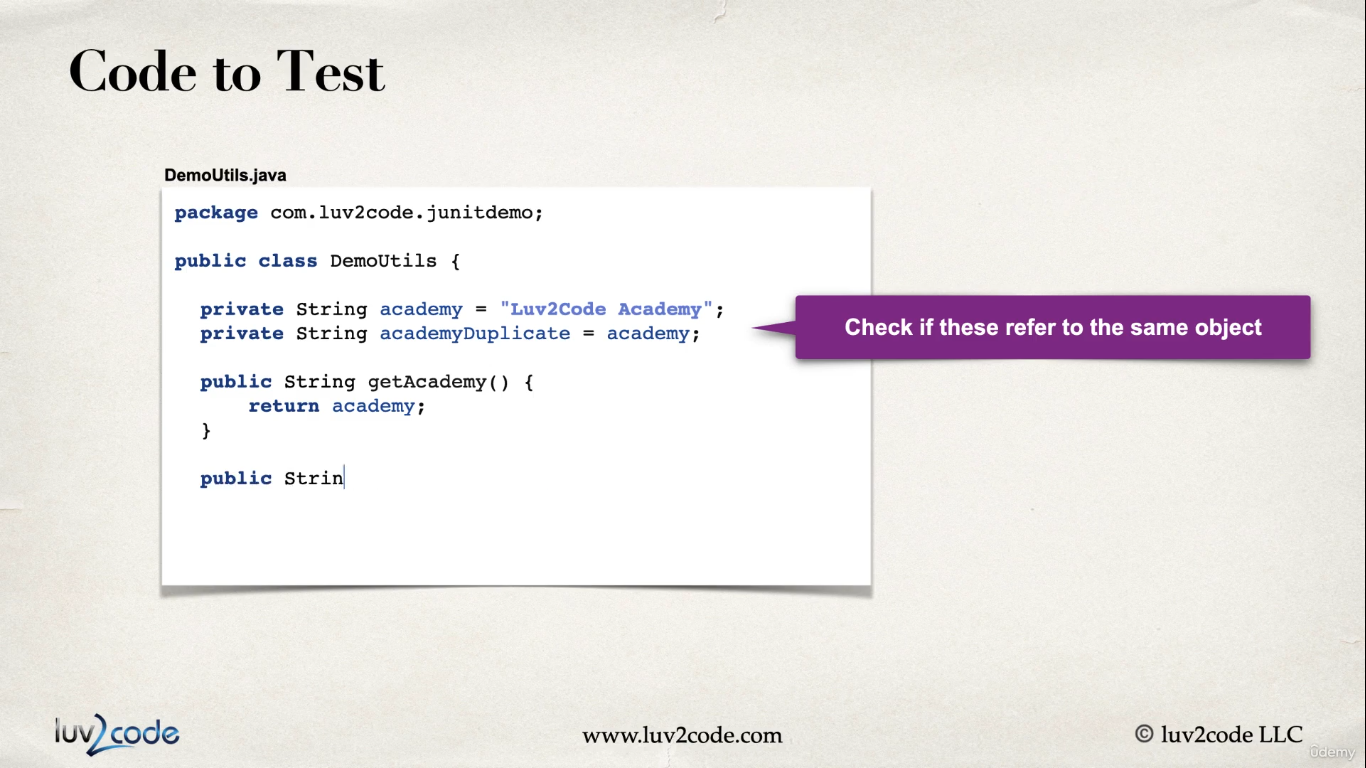 Code to Test
DemoUtils.java
package com.luv2code.junitdemo;
public class DemoUtils {
private String academy = "Luv2Code Academy";
private String academyDuplicate = academy;
Check if these refer to the same object
public String getAcademy() {
return academy;
}
public Strin
luv2code
www.luv2code.com
© luv2code LLC
ûdemy